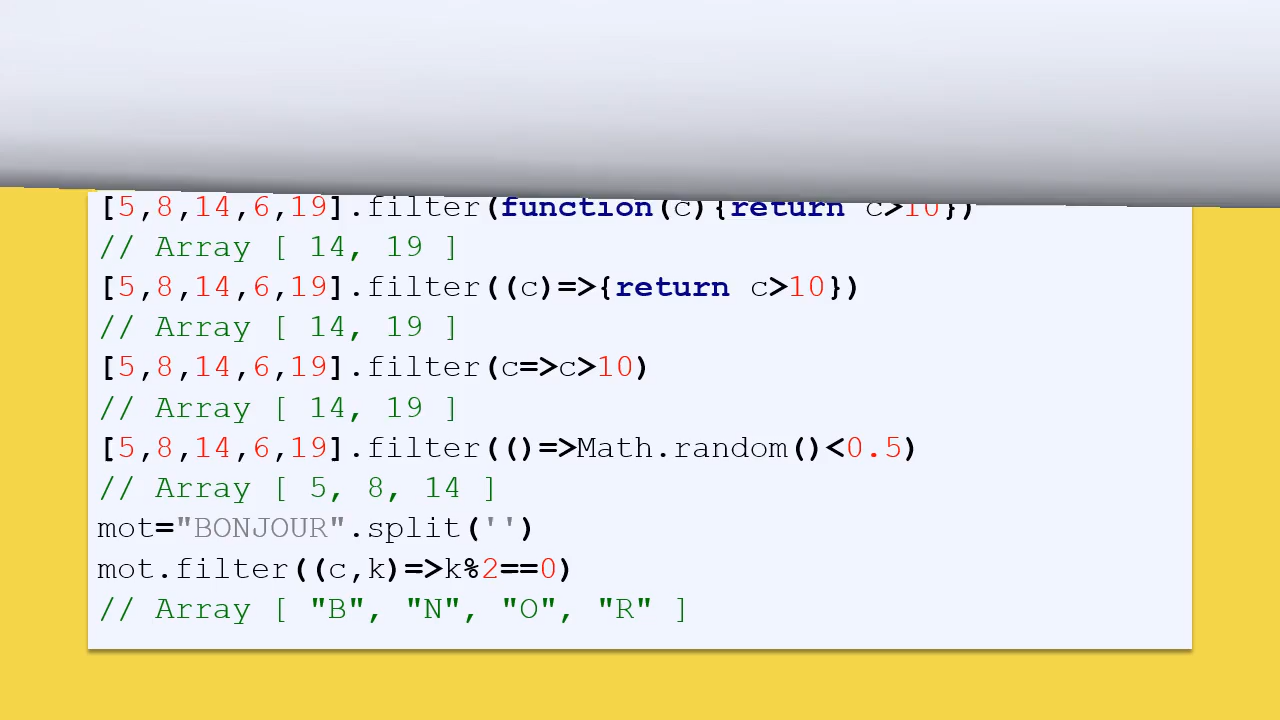 [5,8,14,6,19].filter(function(c){return c>10})
// Array [ 14, 19 ]
[5,8,14,6,19].filter((c)=>{return c>10})
// Array [ 14, 19 ]
[5,8,14,6,19].filter(c=>c>10)
// Array [ 14, 19 ]
[5,8,14,6,19].filter(()=>Math.random()<0.5)
// Array [ 5, 8, 14 ]
mot="BONJOUR".split('')
mot.filter((c,k)=>k%2==0)
// Array [ "B", "N", "O", "R" ]